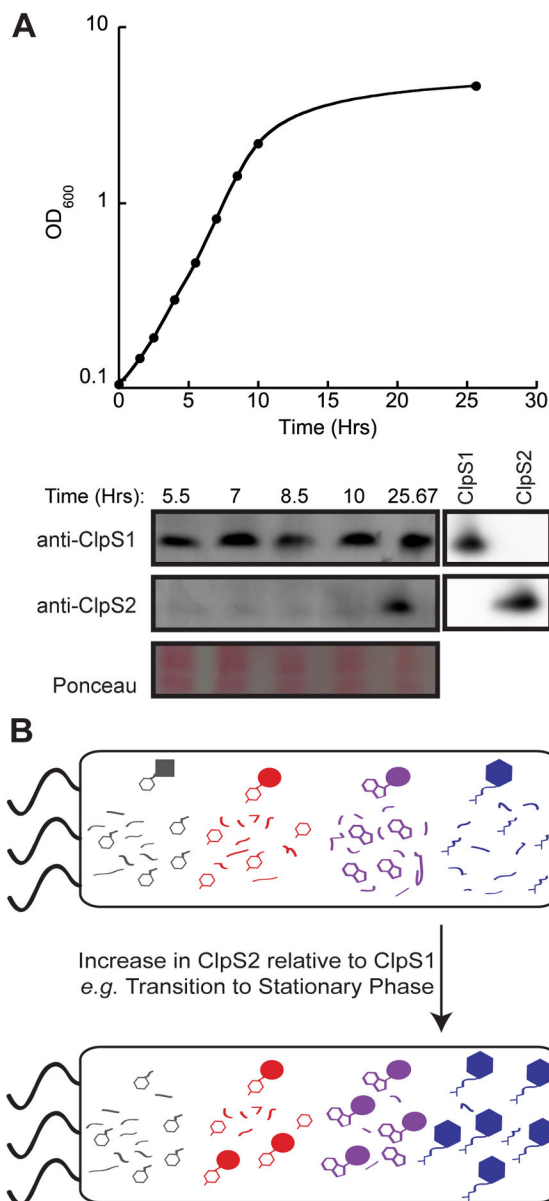 A
10
1
0.1
OD600
0 5 10 15 20 25 30
Time (Hrs)
ClpS1
ClpS2
Time (Hrs): 5.5 7 8.5 10 25.67
anti-ClpS1
anti-ClpS2
Ponceau
B
Increase in ClpS2 relative to ClpS1
e.g. Transition to Stationary Phase